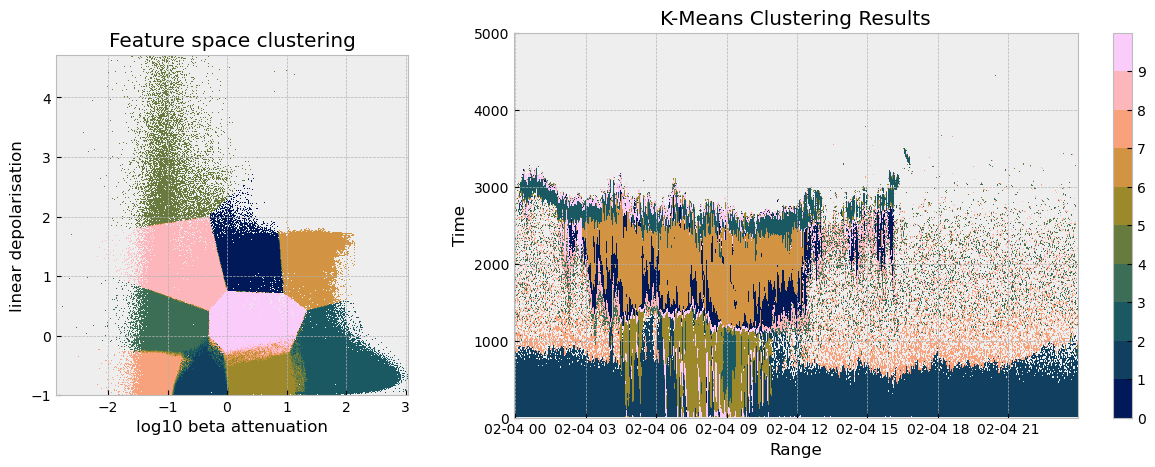 Feature space clustering
linear depolarisation
4
3
2
1
0
−1
−2 −1 0 1 2 3
log10 beta attenuation
K-Means Clustering Results
Time
5000
4000
3000
2000
1000
0
02-04 00 02-04 03 02-04 06 02-04 09 02-04 12 02-04 15 02-04 18 02-04 21
Range
9
8
7
6
5
4
3
2
1
0